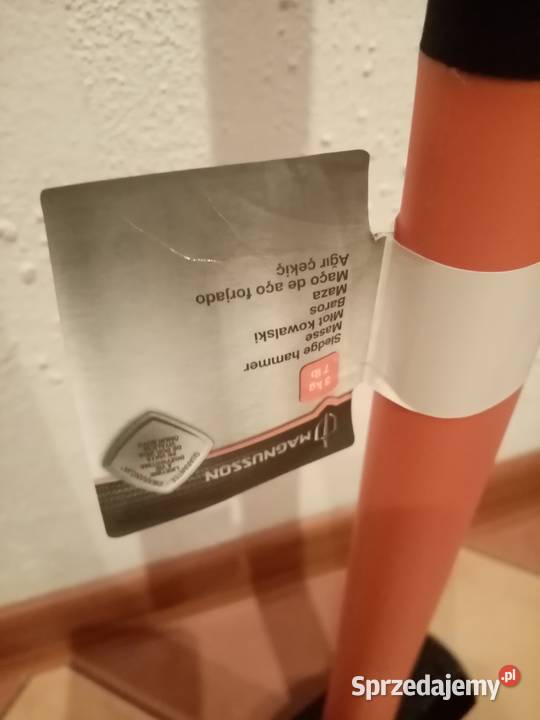 MAGNUSSON
3 kg
7 lb
Sledge hammer
Masse
Młot kowalski
Baros
Maza
Maço de aço forjado
Ağır çekiç
GUARANTEE
Sprzedajemy.pl